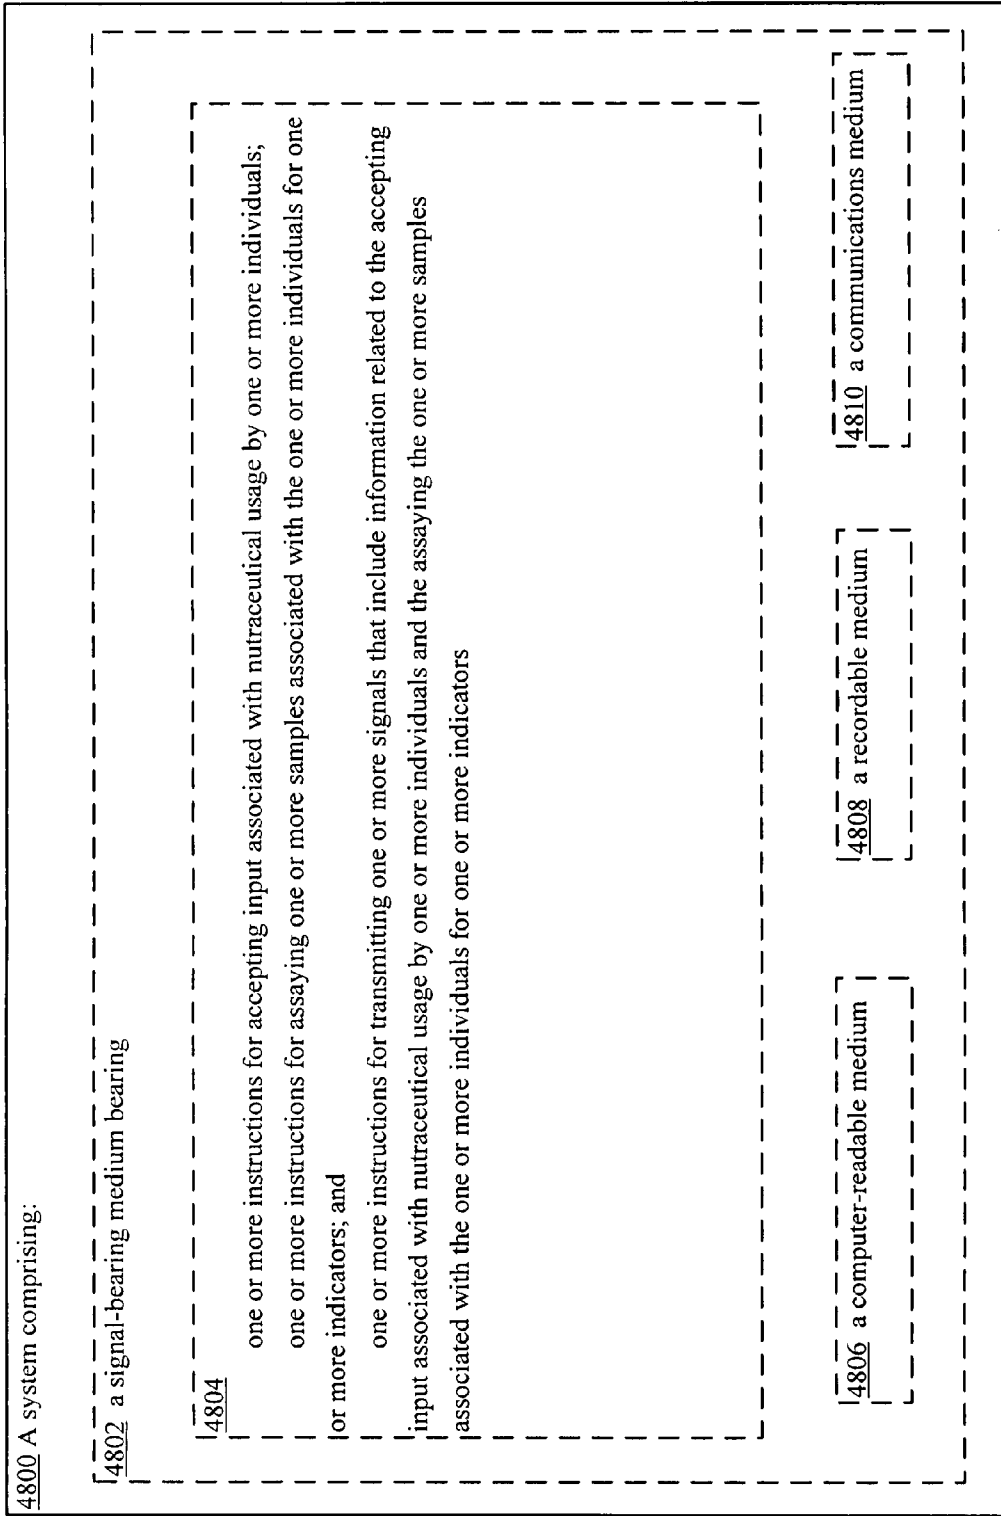 4800 A system comprising:
4802 a signal-bearing medium bearing
4804
one or more instructions for accepting input associated with nutraceutical usage by one or more individuals;
one or more instructions for assaying one or more samples associated with the one or more individuals for one
or more indicators; and
one or more instructions for transmitting one or more signals that include information related to the accepting
input associated with nutraceutical usage by one or more individuals and the assaying the one or more samples
associated with the one or more individuals for one or more indicators
4806 a computer-readable medium
4808 a recordable medium
4810 a communications medium